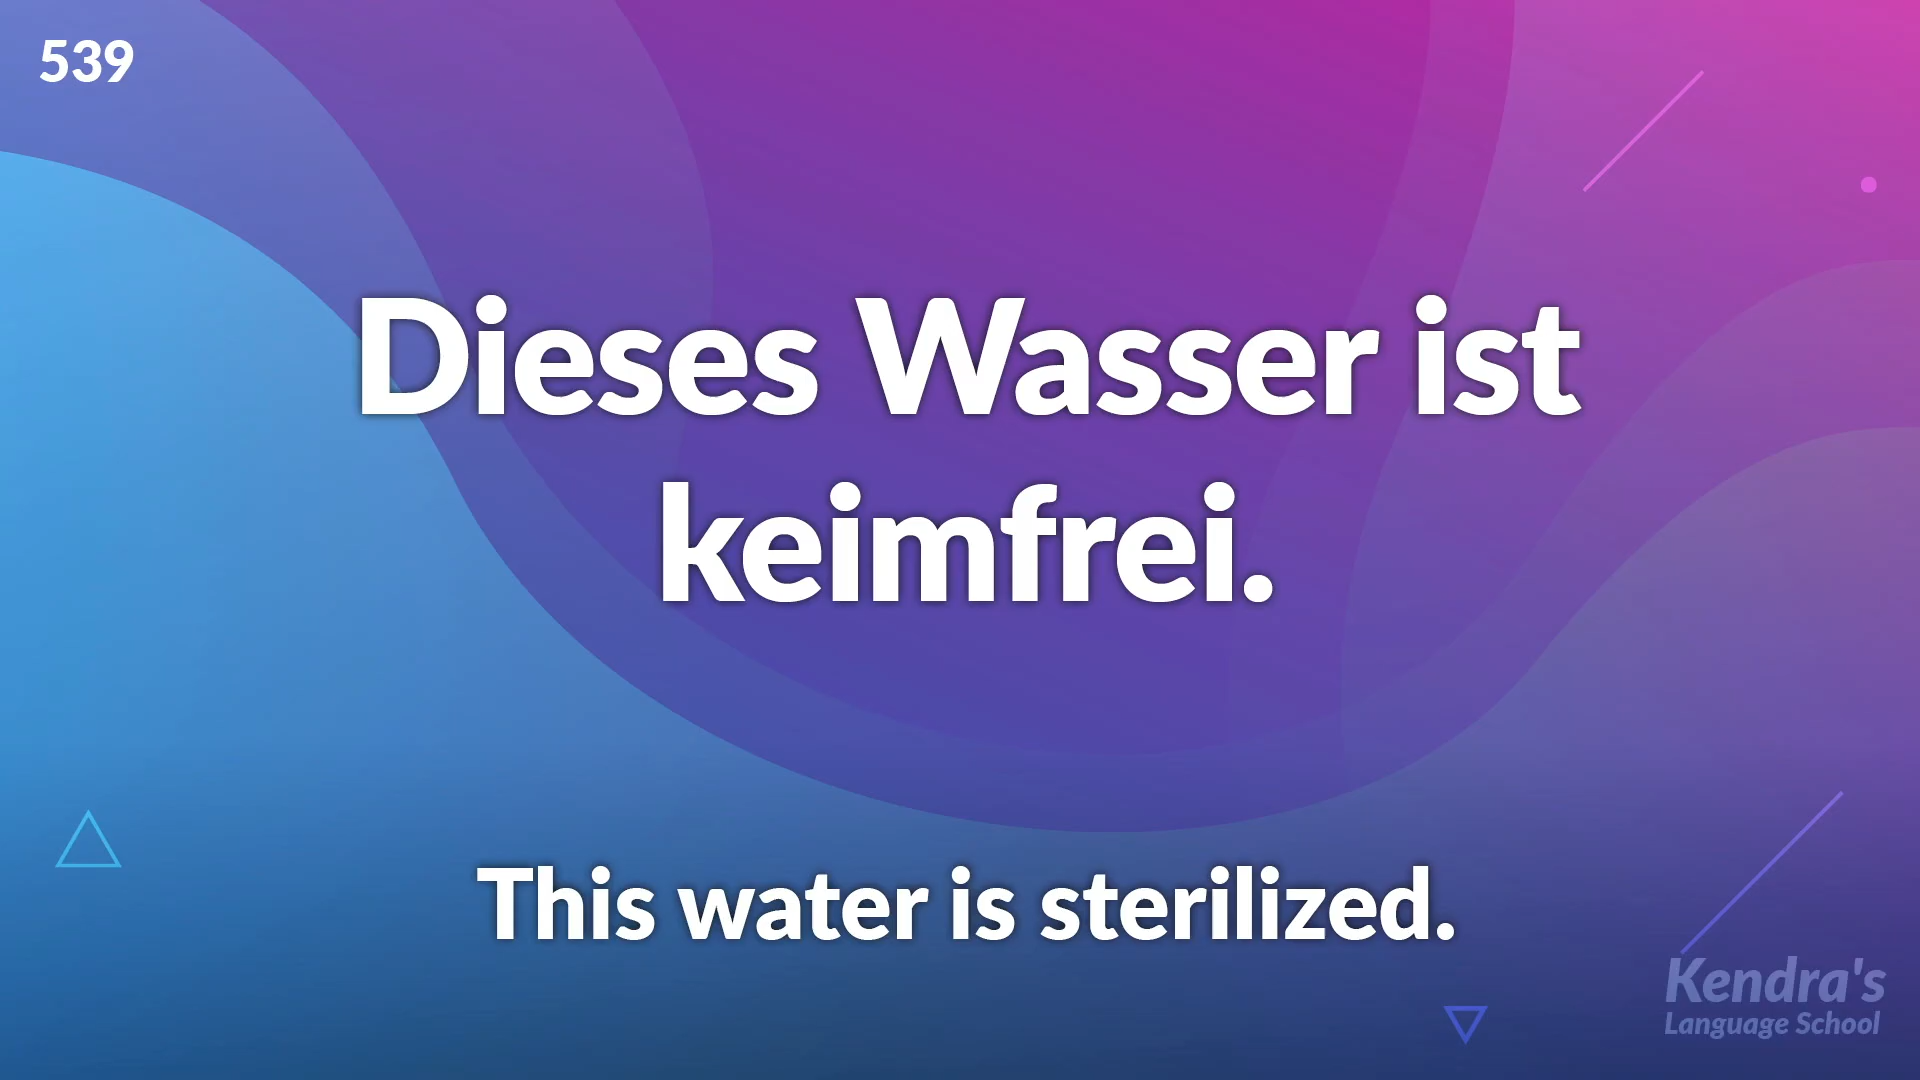 539
Dieses Wasser ist
keimfrei.
This water is sterilized.
Kendra's
Language School